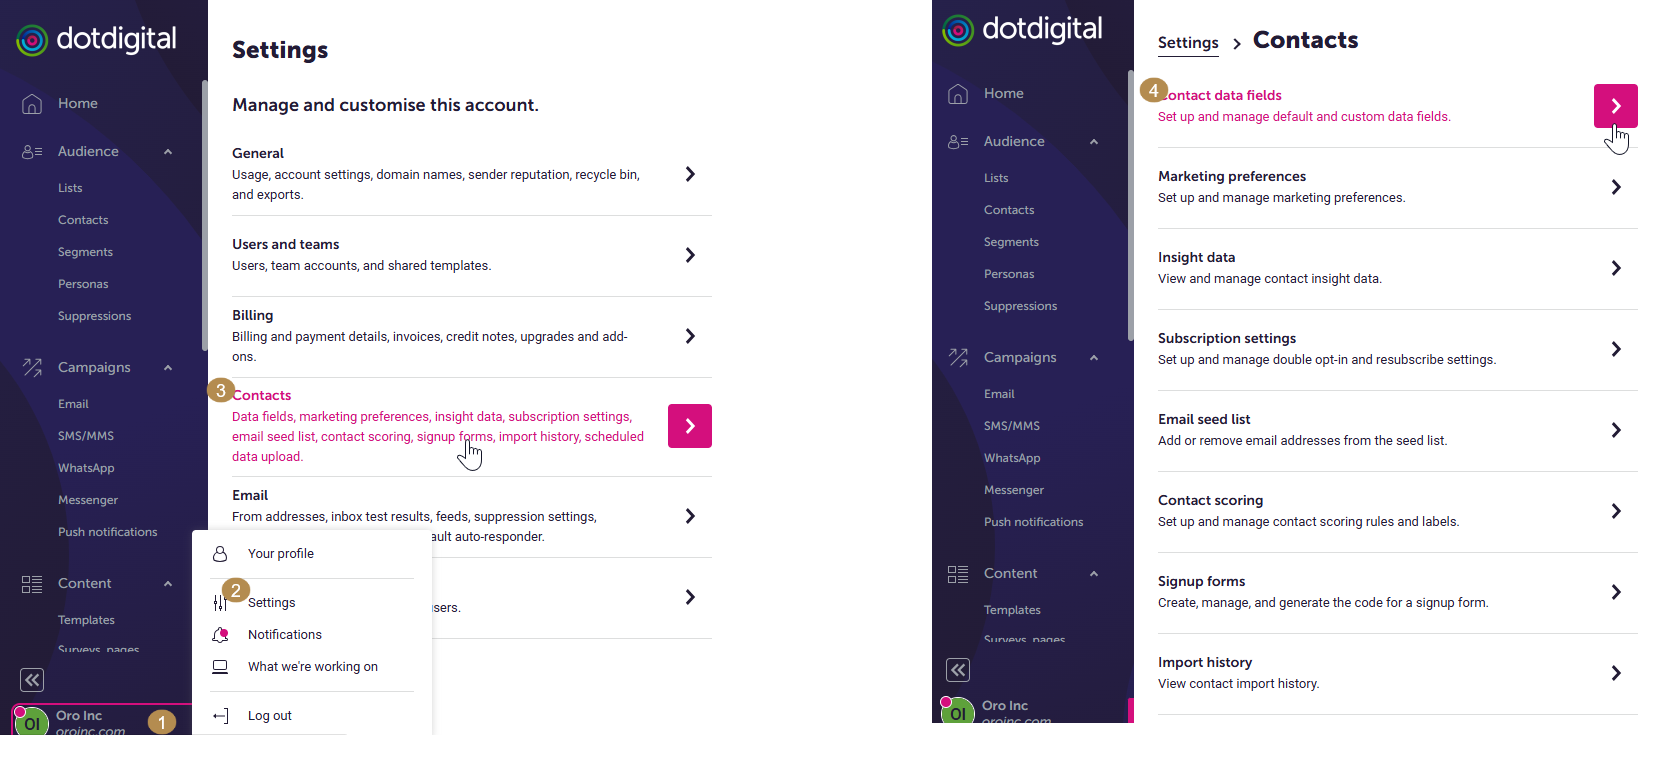 dotdigital
Home
Audience
Lists
Contacts
Segments
Personas
Suppressions
Campaigns
Email
SMS/MMS
WhatsApp
Messenger
Push notifications
Content
Templates
Surveys, pages
OI
Oro Inc
oroinc.com
1
Settings
Manage and customise this account.
General
Usage, account settings, domain names, sender reputation, recycle bin,
and exports.
Users and teams
Users, team accounts, and shared templates.
Billing
Billing and payment details, invoices, credit notes, upgrades and add-
ons.
3
Contacts
Data fields, marketing preferences, insight data, subscription settings,
email seed list, contact scoring, signup forms, import history, scheduled
data upload.
Email
From addresses, inbox test results, feeds, suppression settings,
ault auto-responder.
sers.
Your profile
2
Settings
Notifications
What we're working on
Log out
dotdigital
Home
Audience
Lists
Contacts
Segments
Personas
Suppressions
Campaigns
Email
SMS/MMS
WhatsApp
Messenger
Push notifications
Content
Templates
Surveys, pages
OI
Oro Inc
oroinc.com
Settings > Contacts
4
Contact data fields
Set up and manage default and custom data fields.
Marketing preferences
Set up and manage marketing preferences.
Insight data
View and manage contact insight data.
Subscription settings
Set up and manage double opt-in and resubscribe settings.
Email seed list
Add or remove email addresses from the seed list.
Contact scoring
Set up and manage contact scoring rules and labels.
Signup forms
Create, manage, and generate the code for a signup form.
Import history
View contact import history.